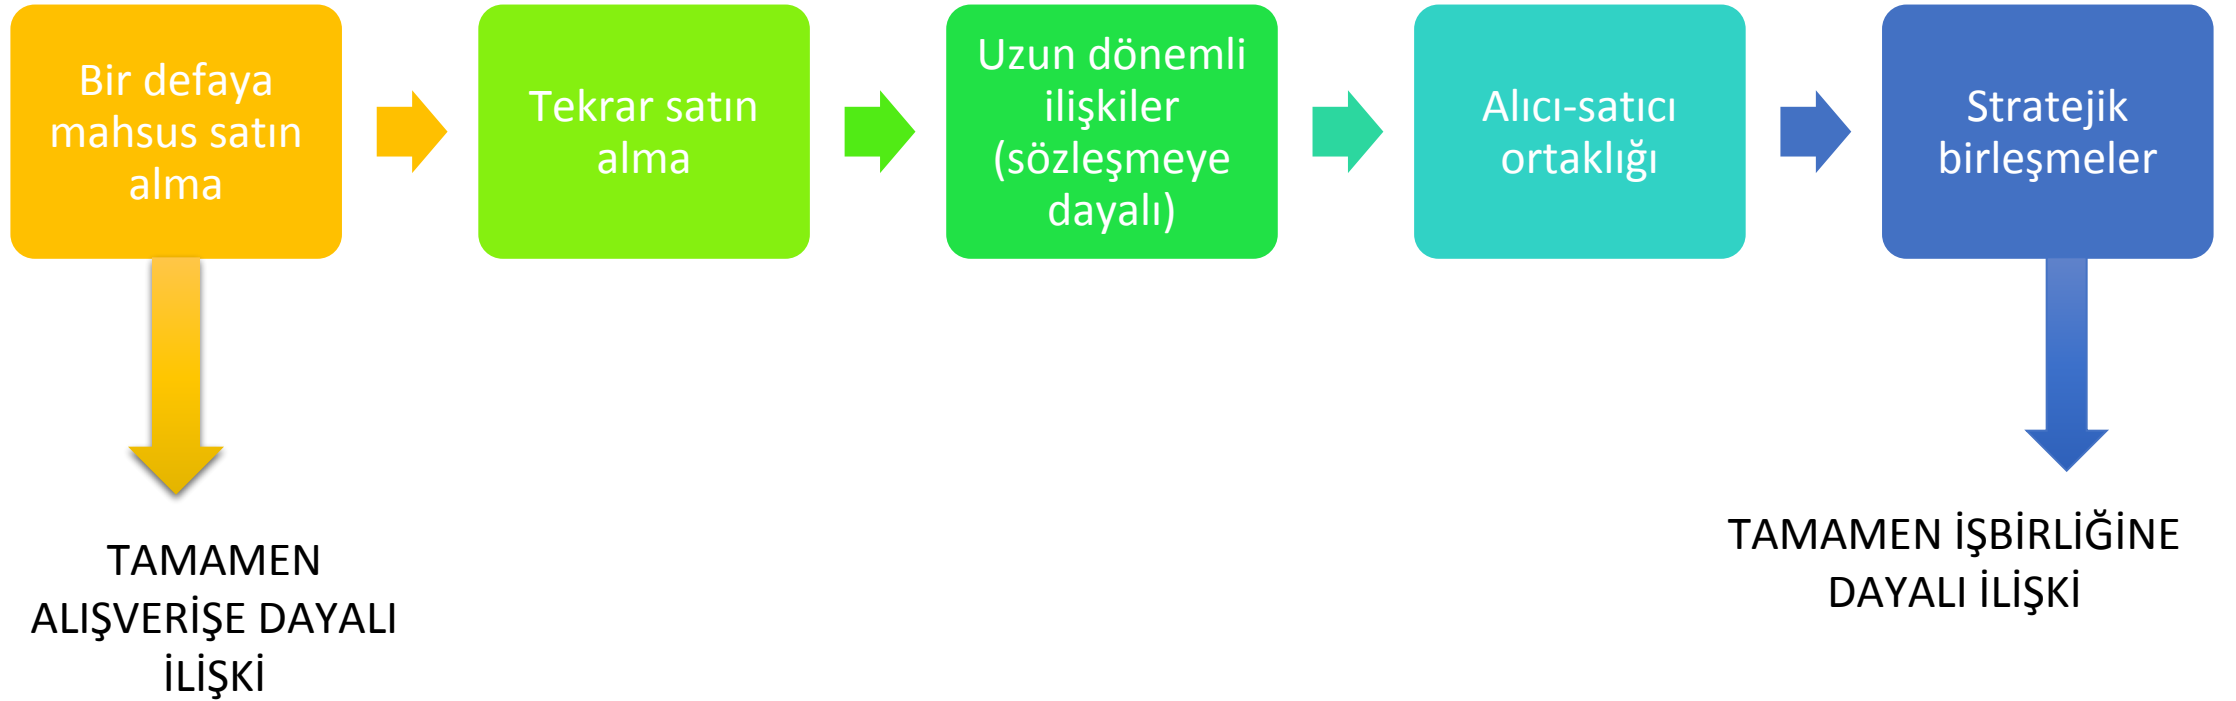 Bir defaya
mahsus satın
alma
Tekrar satın
alma
Uzun dönemli
ilişkiler
(sözleşmeye
dayalı)
Alıcı-satıcı
ortaklığı
Stratejik
birleşmeler
TAMAMEN
ALIŞVERİŞE DAYALI
İLİŞKİ
TAMAMEN İŞBİRLİĞİNE
DAYALI İLİŞKİ